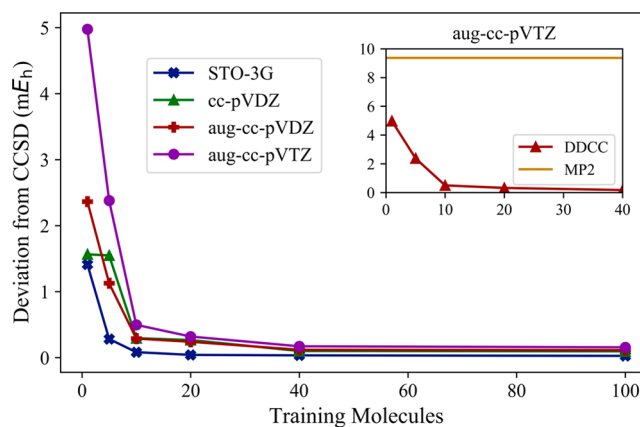 aug-cc-pVTZ
Deviation from CCSD (mEh)
5
4
3
2
1
0
STO-3G
cc-pVDZ
aug-cc-pVDZ
aug-cc-pVTZ
10
8
6
4
2
0
DDCC
MP2
0 10 20 30 40
0 20 40 60 80 100
Training Molecules